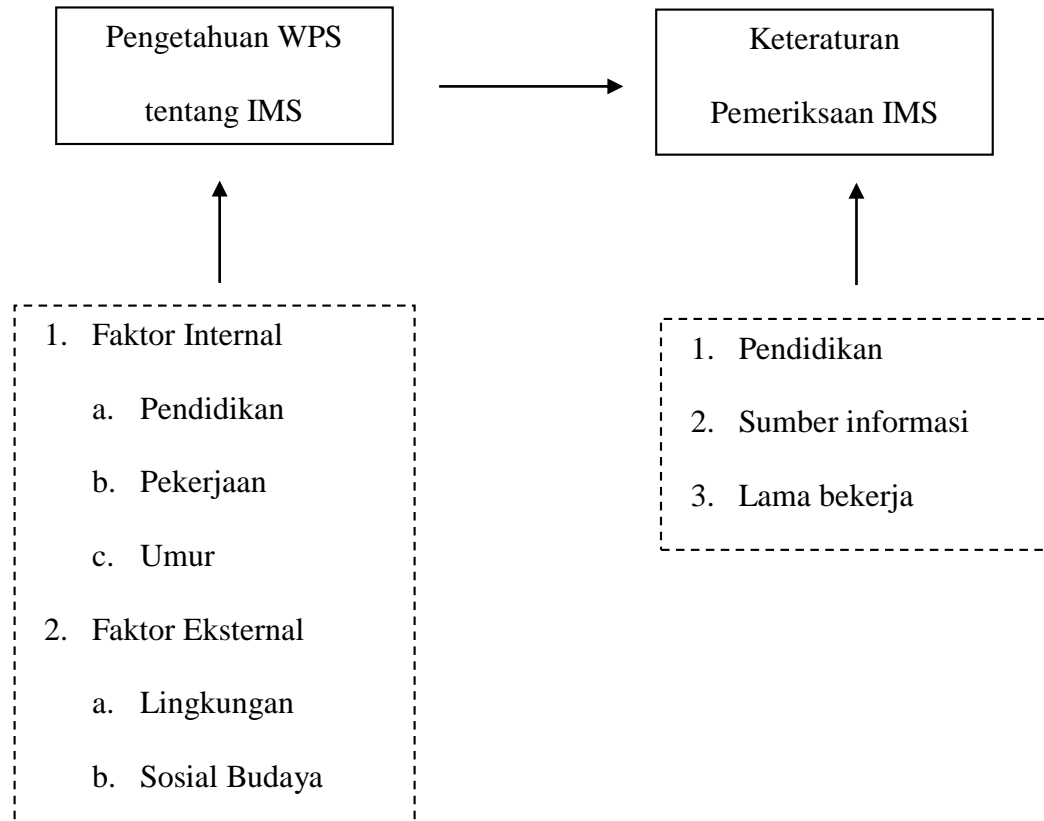 Pengetahuan WPS
tentang IMS
Keteraturan
Pemeriksaan IMS
1. Faktor Internal
a. Pendidikan
b. Pekerjaan
c. Umur
2. Faktor Eksternal
a. Lingkungan
b. Sosial Budaya
1. Pendidikan
2. Sumber informasi
3. Lama bekerja